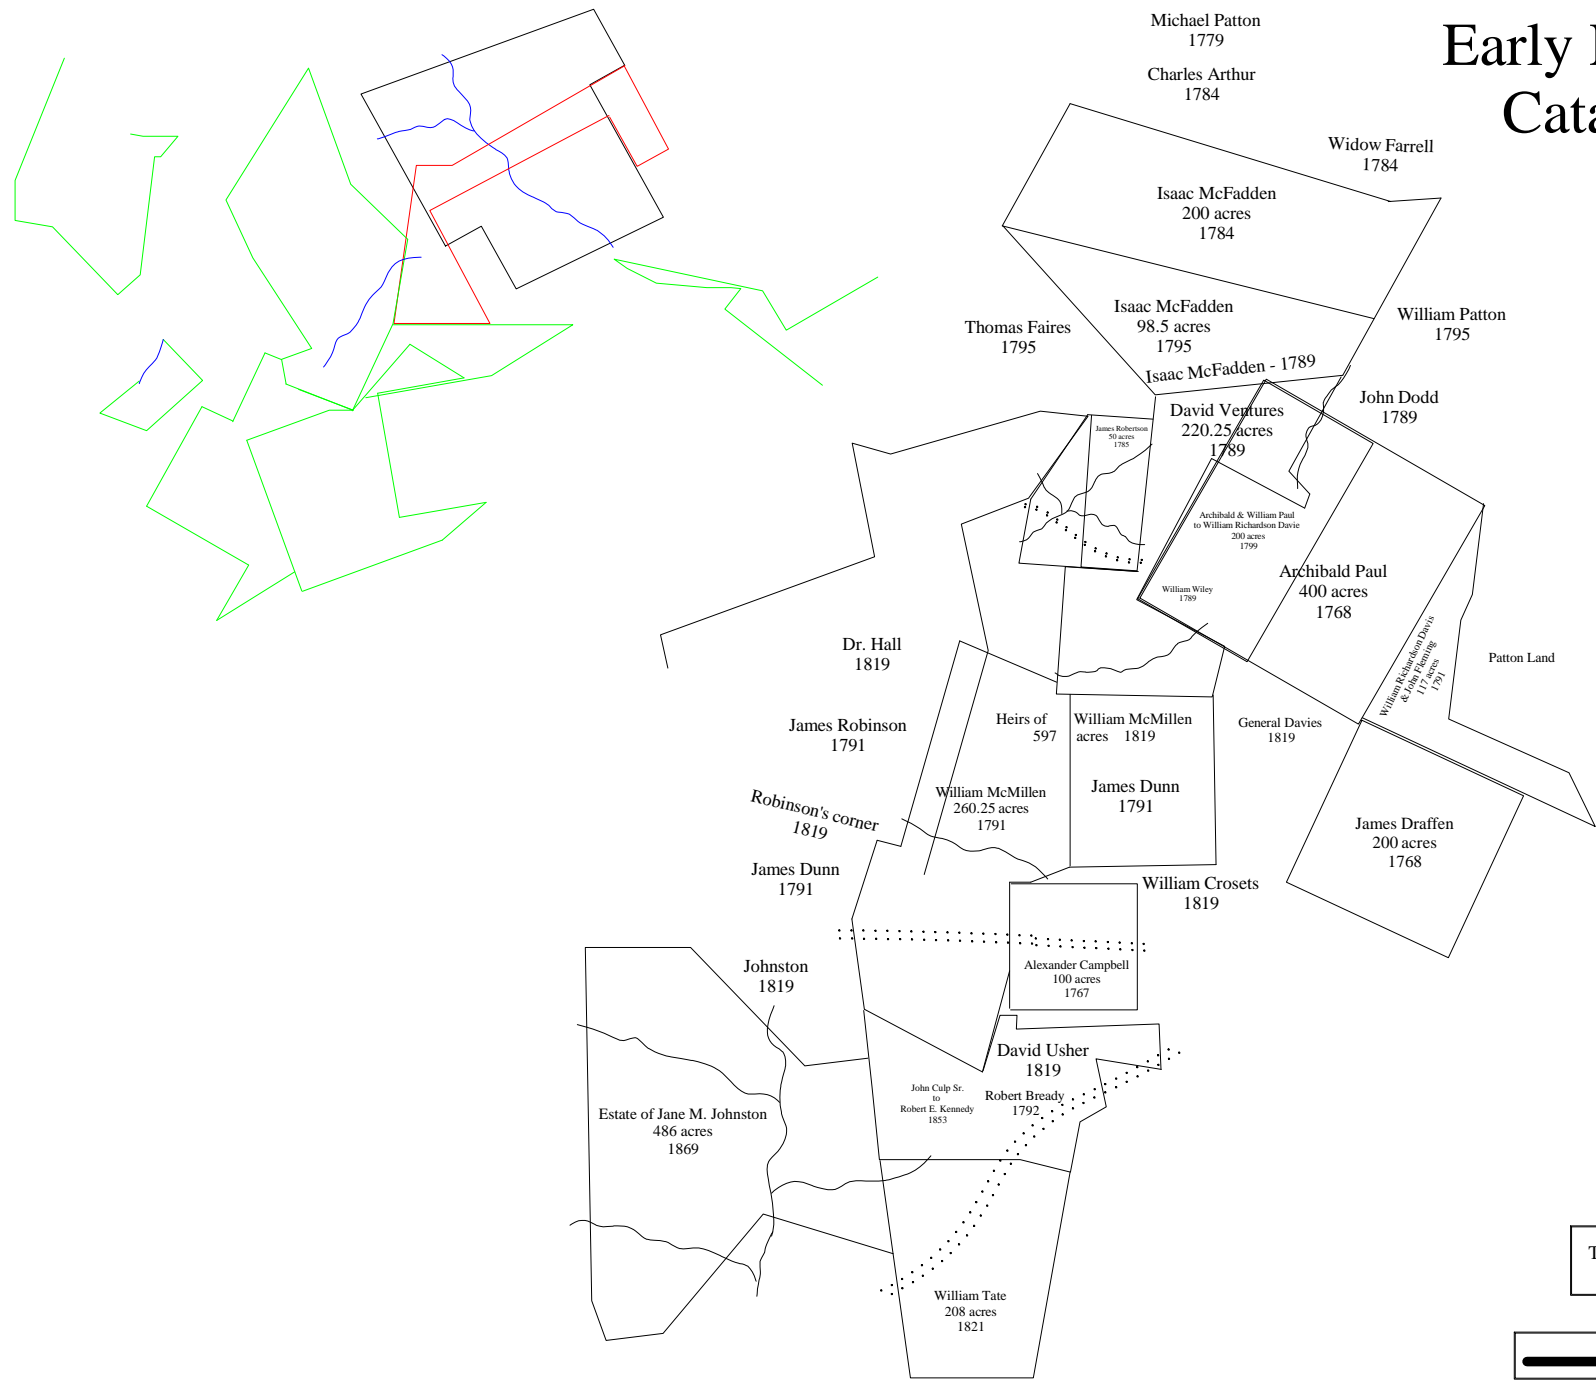 Early
Cata
Michael Patton
1779
Charles Arthur
1784
Widow Farrell
1784
Isaac McFadden
200 acres
1784
Isaac McFadden
98.5 acres
1795
Thomas Faires
1795
William Patton
1795
Isaac McFadden - 1789
John Dodd
1789
David Ventures
220.25 acres
1789
James Robertson
50 acres
1785
Archibald & William Paul
to William Richardson Davie
200 acres
1799
Archibald Paul
400 acres
1768
William Wiley
1789
William Richardson Davis
& John Fleming
117 acres
1791
Patton Land
Dr. Hall
1819
James Robinson
1791
Heirs of William McMillen
597 acres 1819
General Davies
1819
William McMillen
260.25 acres
1791
James Dunn
1791
Robinson's corner
1819
James Draffen
200 acres
1768
James Dunn
1791
William Crosets
1819
Johnston
1819
Alexander Campbell
100 acres
1767
David Usher
1819
John Culp Sr.
to
Robert E. Kennedy
1853
Robert Bready
1792
Estate of Jane M. Johnston
486 acres
1869
William Tate
208 acres
1821
T